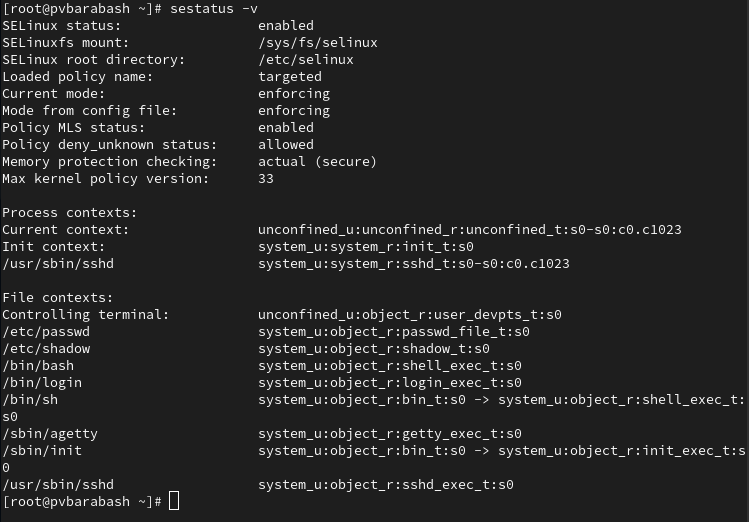 [root@pvbarabash ~]# sestatus -v
SELinux status:                 enabled
SELinuxfs mount:                /sys/fs/selinux
SELinux root directory:         /etc/selinux
Loaded policy name:             targeted
Current mode:                   enforcing
Mode from config file:          enforcing
Policy MLS status:              enabled
Policy deny_unknown status:     allowed
Memory protection checking:     actual (secure)
Max kernel policy version:      33

Process contexts:
Current context:                unconfined_u:unconfined_r:unconfined_t:s0-s0:c0.c1023
Init context:                   system_u:system_r:init_t:s0
/usr/sbin/sshd                  system_u:system_r:sshd_t:s0-s0:c0.c1023

File contexts:
Controlling terminal:           unconfined_u:object_r:user_devpts_t:s0
/etc/passwd                     system_u:object_r:passwd_file_t:s0
/etc/shadow                     system_u:object_r:shadow_t:s0
/bin/bash                       system_u:object_r:shell_exec_t:s0
/bin/login                      system_u:object_r:login_exec_t:s0
/bin/sh                         system_u:object_r:bin_t:s0 -> system_u:object_r:shell_exec_t:
s0
/sbin/agetty                    system_u:object_r:getty_exec_t:s0
/sbin/init                      system_u:object_r:bin_t:s0 -> system_u:object_r:init_exec_t:s
0
/usr/sbin/sshd                  system_u:object_r:sshd_exec_t:s0
[root@pvbarabash ~]#